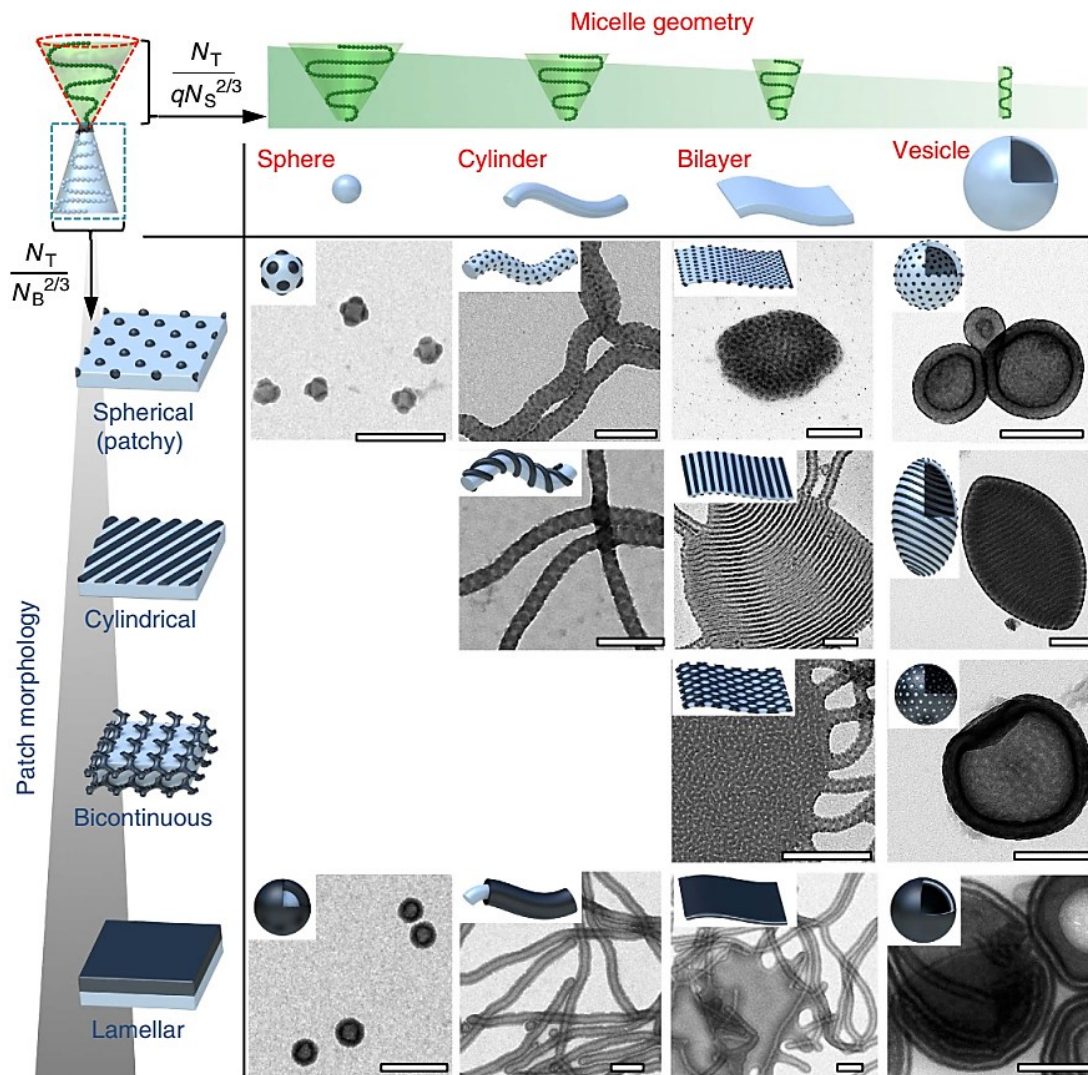 Micelle geometry
N_T
qN_S^2/3
Sphere
Cylinder
Bilayer
Vesicle
N_T
N_B^2/3
Spherical
(patchy)
Cylindrical
Patch morphology
Bicontinuous
Lamellar